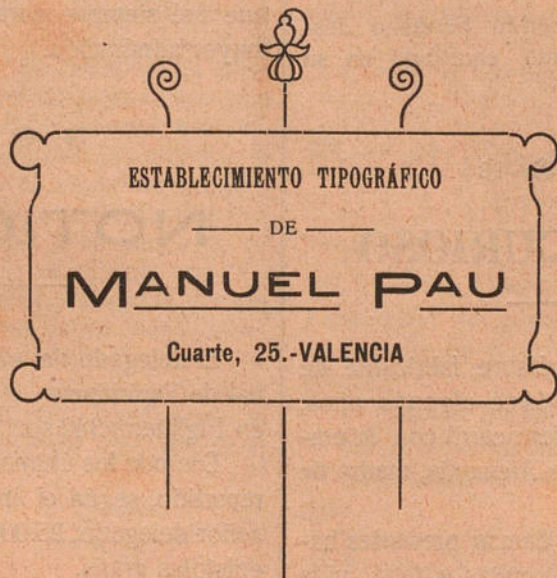 ESTABLECIMIENTO TIPOGRÁFICO
DE
MANUEL PAU
Cuarte, 25.-VALENCIA